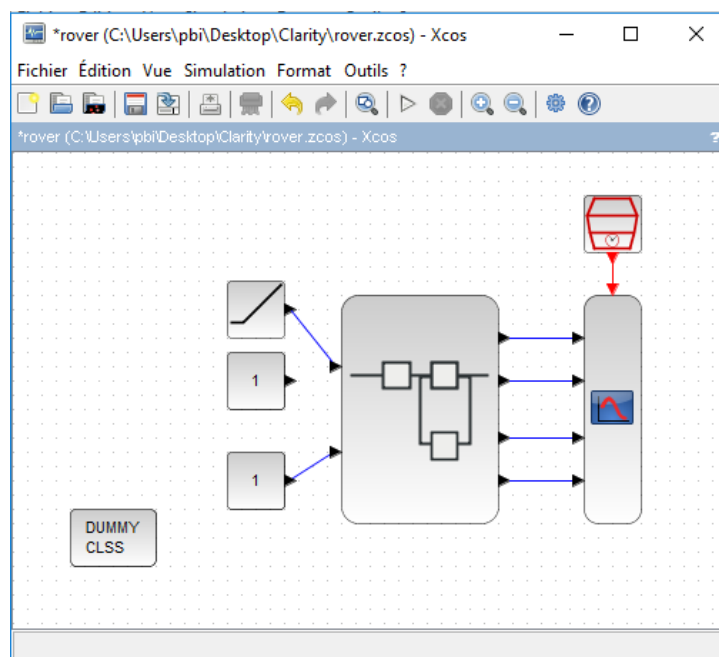 *rover (C:\Users\pbi\Desktop\Clarity\rover.zcos) - Xcos
Fichier Édition Vue Simulation Format Outils ?
*rover (C:\Users\pbi\Desktop\Clarity\rover.zcos) - Xcos ?
1
1
DUMMY
CLSS